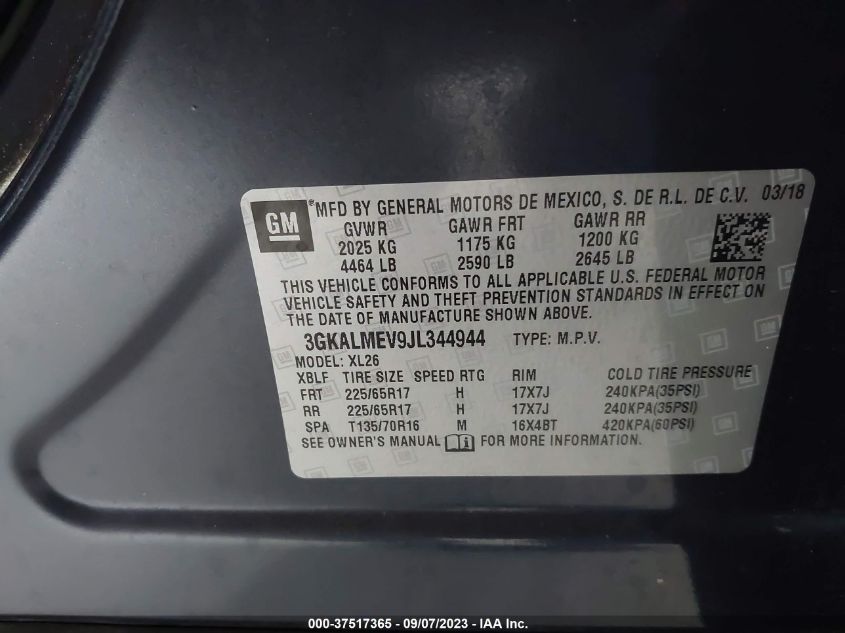 GM ® MFD BY GENERAL MOTORS DE MEXICO, S. DE R.L. DE C.V. 03/18
GVWR GAWR FRT GAWR RR
2025 KG 1175 KG 1200 KG
4464 LB 2590 LB 2645 LB
THIS VEHICLE CONFORMS TO ALL APPLICABLE U.S. FEDERAL MOTOR
VEHICLE SAFETY AND THEFT PREVENTION STANDARDS IN EFFECT ON
THE DATE OF MANUFACTURE SHOWN ABOVE.
3GKALMEV9JL344944 TYPE: M.P.V.
MODEL: XL26
XBLF TIRE SIZE SPEED RTG RIM COLD TIRE PRESSURE
FRT 225/65R17 H 17X7J 240KPA(35PSI)
RR 225/65R17 H 17X7J 240KPA(35PSI)
SPA T135/70R16 M 16X4BT 420KPA(60PSI)
SEE OWNER'S MANUAL FOR MORE INFORMATION.
000-37517365 - 09/07/2023 - IAA Inc.